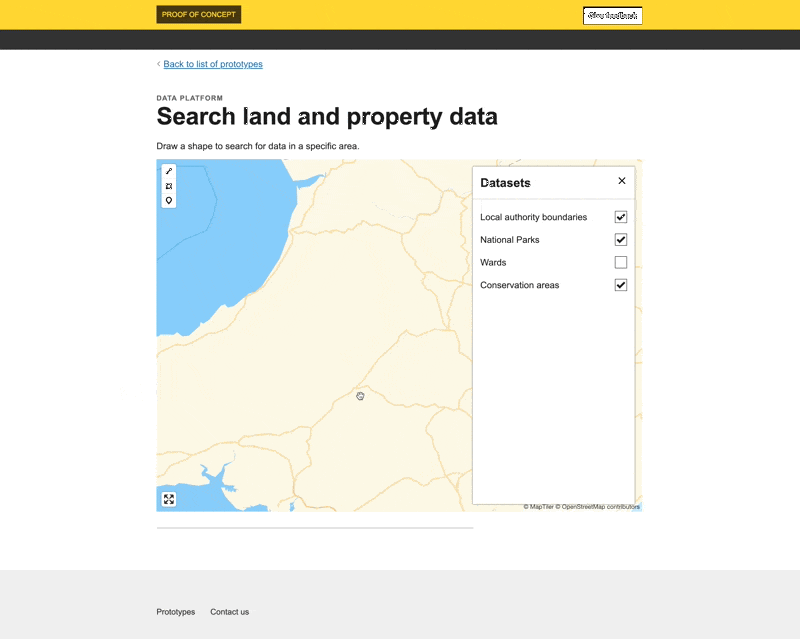 PROOF OF CONCEPT
Give feedback
Back to list of prototypes
DATA PLATFORM
Search land and property data
Draw a shape to search for data in a specific area.
Datasets
Local authority boundaries
National Parks
Wards
Conservation areas
© MapTiler © OpenStreetMap contributors
Prototypes
Contact us